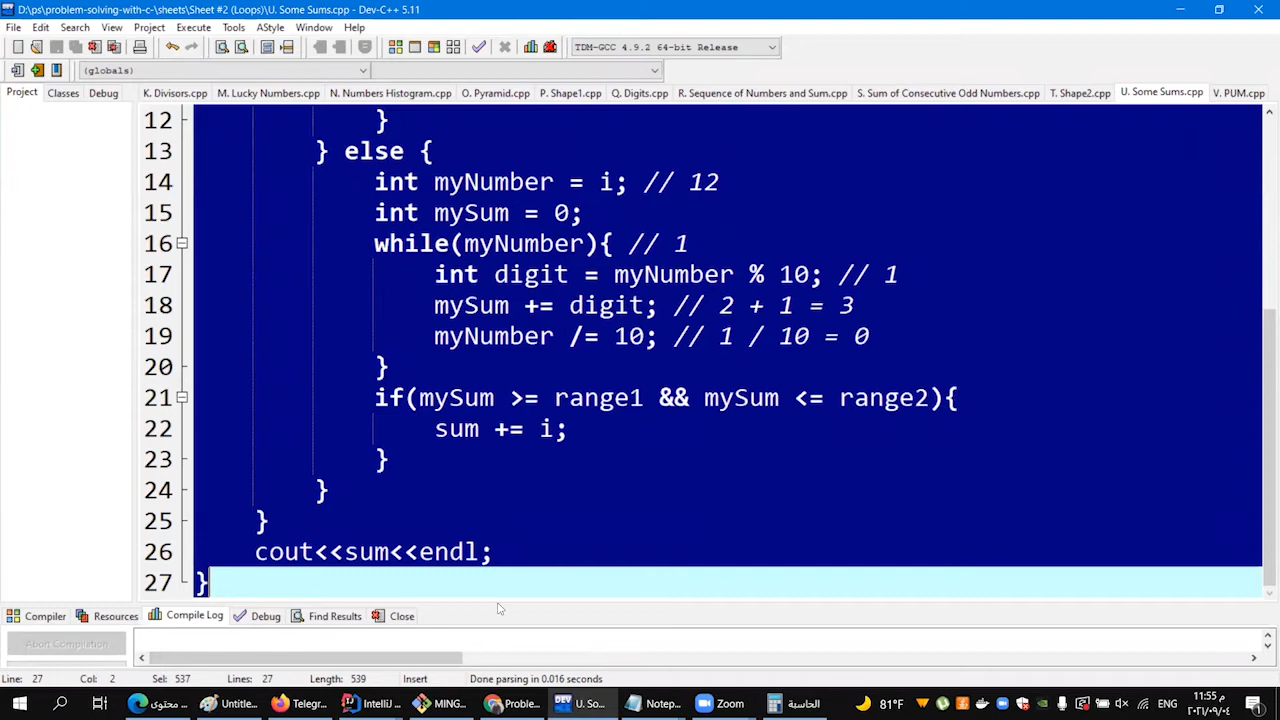 D:\ps\problem-solving-with-c-\sheets\Sheet #2 (Loops)\U. Some Sums.cpp - Dev-C++ 5.11
File Edit Search View Project Execute Tools AStyle Window Help
TDM-GCC 4.9.2 64-bit Release
(globals)
Project Classes Debug K. Divisors.cpp M. Lucky Numbers.cpp N. Numbers Histogram.cpp O. Pyramid.cpp P. Shape1.cpp Q. Digits.cpp R. Sequence of Numbers and Sum.cpp S. Sum of Consecutive Odd Numbers.cpp T. Shape2.cpp U. Some Sums.cpp V. PUM.cpp
12 }
13 } else {
14 int myNumber = i; // 12
15 int mySum = 0;
16 while(myNumber){ // 1
17 int digit = myNumber % 10; // 1
18 mySum += digit; // 2 + 1 = 3
19 myNumber /= 10; // 1 / 10 = 0
20 }
21 if(mySum >= range1 && mySum <= range2){
22 sum += i;
23 }
24 }
25 }
26 cout<<sum<<endl;
27 }
Compiler Resources Compile Log Debug Find Results Close
Abort Compilation
Line: 27 Col: 2 Sel: 537 Lines: 27 Length: 539 Insert Done parsing in 0.016 seconds
محتوى ... Untitle... Telegr... IntelliJ ... MING... Proble... U. So... Notep... Zoom الحاسبة 81°F م 11:55
٢٠٢١/٠٩/٠٤